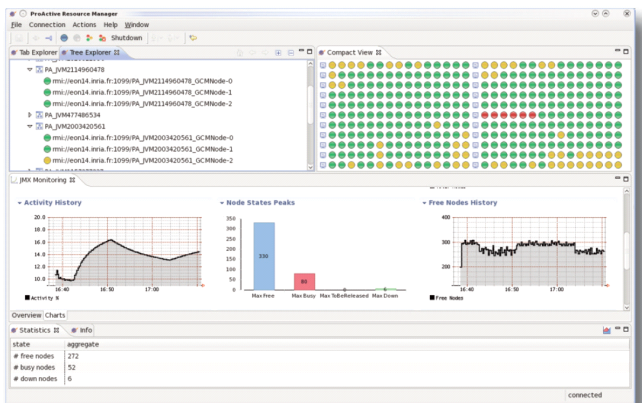 ProActive Resource Manager
File Connection Actions Help Window
Shutdown
Tab Explorer Tree Explorer
PA_JVM2114960478
rmi://eon14.inria.fr:1099/PA_JVM2114960478_GCMNode-0
rmi://eon14.inria.fr:1099/PA_JVM2114960478_GCMNode-1
rmi://eon14.inria.fr:1099/PA_JVM2114960478_GCMNode-2
PA_JVM477486534
PA_JVM2003420561
rmi://eon14.inria.fr:1099/PA_JVM2003420561_GCMNode-0
rmi://eon14.inria.fr:1099/PA_JVM2003420561_GCMNode-1
rmi://eon14.inria.fr:1099/PA_JVM2003420561_GCMNode-2
Compact View
JMX Monitoring
Activity History
20.0
18.0
16.0
14.0
12.0
10.0
16:40 16:50 17:00
Activity %
Node States Peaks
350
300
250
200
150
100
50
0
330
80
0
6
Max Free Max Busy Max ToBeReleased Max Down
Free Nodes History
400
300
200
16:40 16:50 17:00
Free Nodes
Overview Charts
Statistics Info
state aggregate
# free nodes 272
# busy nodes 52
# down nodes 6
connected